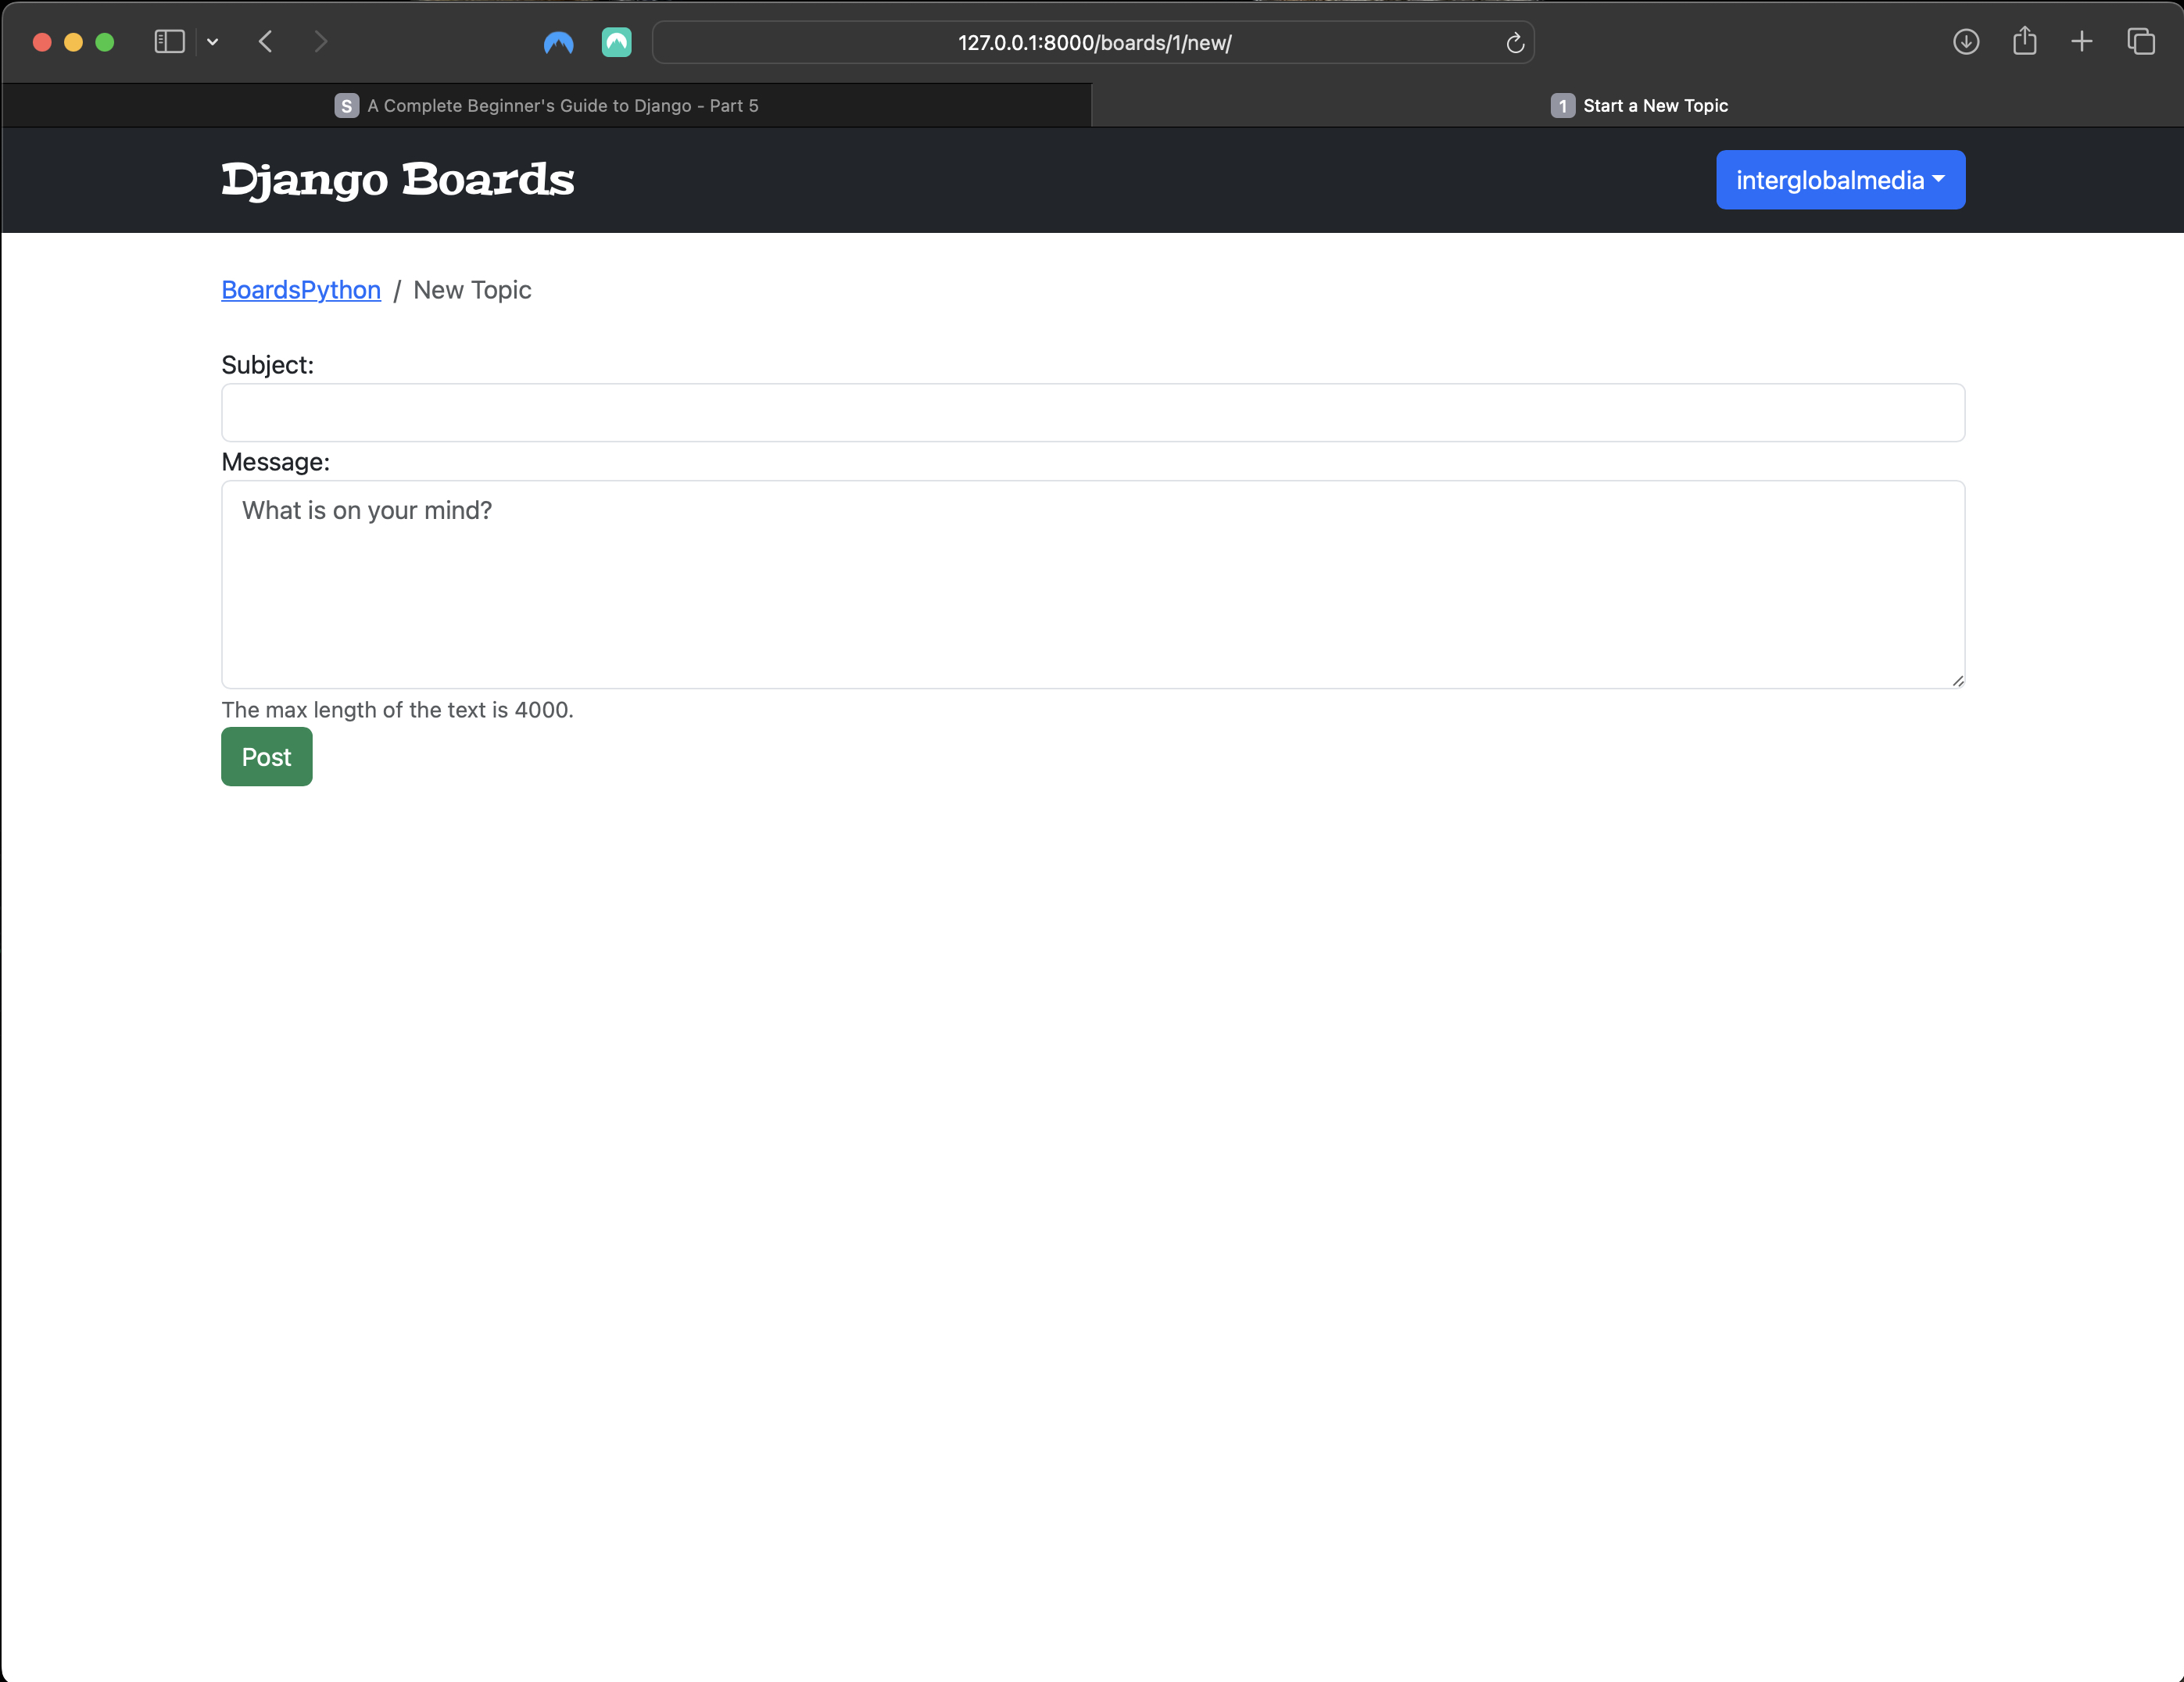 127.0.0.1:8000/boards/1/new/
S A Complete Beginner's Guide to Django - Part 5
1 Start a New Topic
Django Boards
interglobalmedia
BoardsPython / New Topic
Subject:
Message:
What is on your mind?
The max length of the text is 4000.
Post